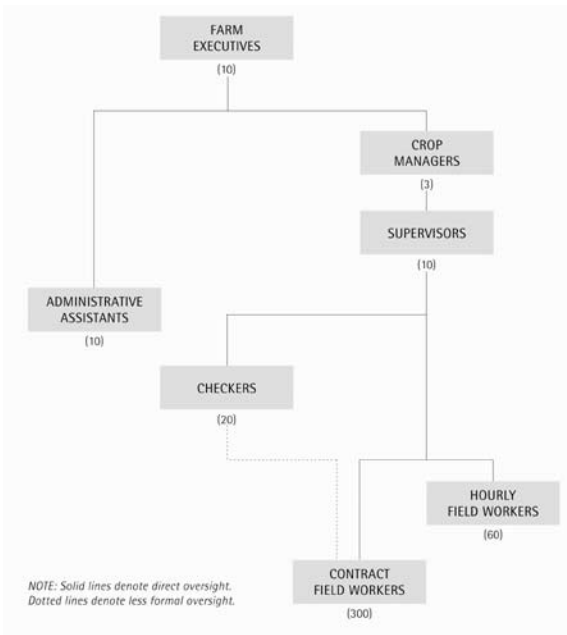 FARM
EXECUTIVES
(10)
CROP
MANAGERS
(3)
SUPERVISORS
(10)
ADMINISTRATIVE
ASSISTANTS
(10)
CHECKERS
(20)
HOURLY
FIELD WORKERS
(60)
CONTRACT
FIELD WORKERS
(300)
NOTE: Solid lines denote direct oversight.
Dotted lines denote less formal oversight.